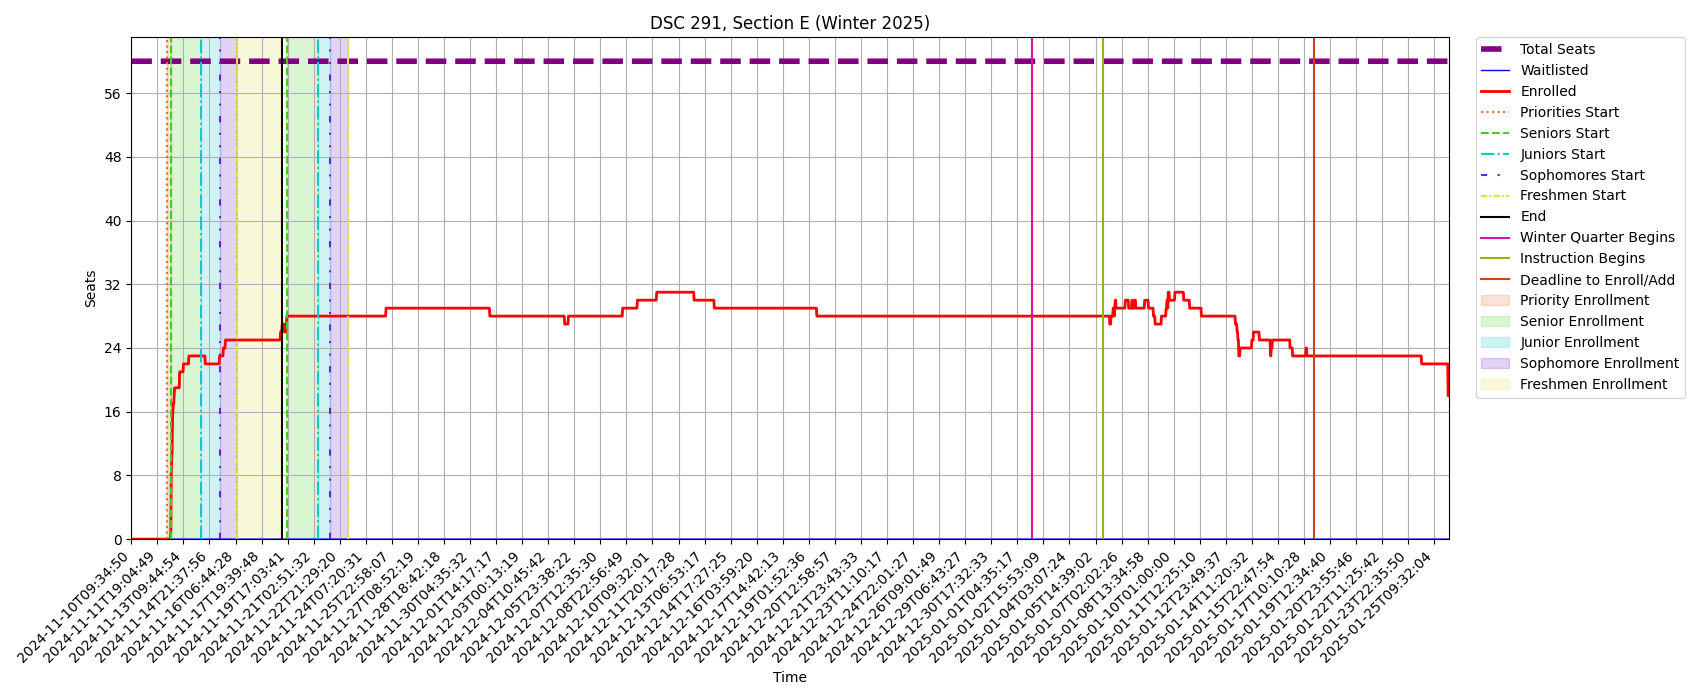 DSC 291, Section E (Winter 2025)
Seats
56
48
40
32
24
16
8
0
2024-11-10T09:34:50
2024-11-11T19:04:49
2024-11-13T09:44:54
2024-11-14T21:37:56
2024-11-16T06:44:28
2024-11-17T19:39:48
2024-11-19T17:03:41
2024-11-21T02:51:32
2024-11-22T21:29:20
2024-11-24T07:20:31
2024-11-25T22:58:07
2024-11-27T08:52:19
2024-11-28T18:42:18
2024-11-30T04:35:32
2024-12-01T14:17:17
2024-12-03T00:13:19
2024-12-04T10:45:42
2024-12-05T23:38:22
2024-12-07T12:35:30
2024-12-08T22:56:49
2024-12-10T09:32:01
2024-12-11T20:17:28
2024-12-13T06:53:17
2024-12-14T17:27:25
2024-12-16T03:59:20
2024-12-17T14:42:13
2024-12-19T01:52:36
2024-12-20T12:58:57
2024-12-21T23:43:33
2024-12-23T11:10:17
2024-12-24T22:01:27
2024-12-26T09:01:49
2024-12-29T06:43:27
2024-12-30T17:32:33
2025-01-01T04:35:17
2025-01-02T15:53:09
2025-01-04T03:07:24
2025-01-05T14:39:02
2025-01-07T02:02:26
2025-01-08T13:34:58
2025-01-10T01:00:00
2025-01-11T12:25:10
2025-01-12T23:49:37
2025-01-14T11:20:32
2025-01-15T22:47:54
2025-01-17T10:10:28
2025-01-19T12:34:40
2025-01-20T23:55:46
2025-01-22T11:25:42
2025-01-23T22:35:50
2025-01-25T09:32:04
Time
Total Seats
Waitlisted
Enrolled
Priorities Start
Seniors Start
Juniors Start
Sophomores Start
Freshmen Start
End
Winter Quarter Begins
Instruction Begins
Deadline to Enroll/Add
Priority Enrollment
Senior Enrollment
Junior Enrollment
Sophomore Enrollment
Freshmen Enrollment